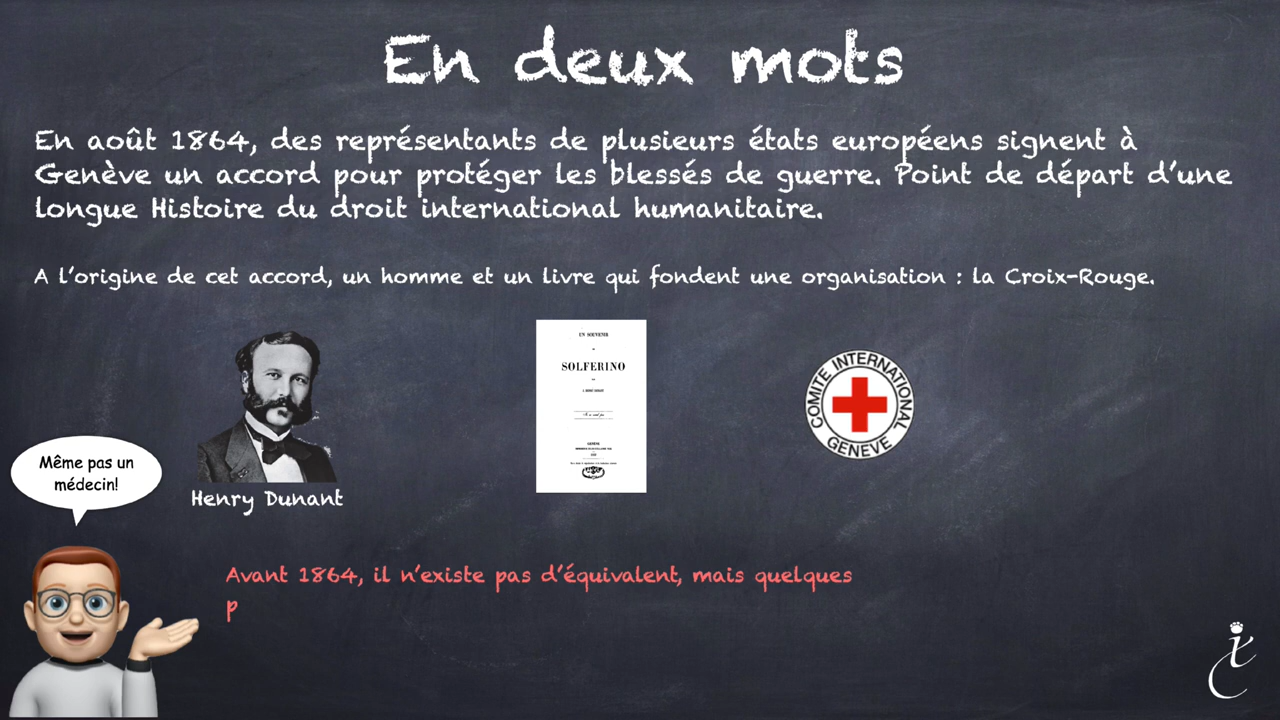 En deux mots
En août 1864, des représentants de plusieurs états européens signent à
Genève un accord pour protéger les blessés de guerre. Point de départ d'une
longue Histoire du droit international humanitaire.
A l'origine de cet accord, un homme et un livre qui fondent une organisation : la Croix-Rouge.
UN SOUVENIR
DE
SOLFERINO
COMITE INTERNATIONAL
GENEVE
Même pas un
médecin!
Henry Dunant
Avant 1864, il n'existe pas d'équivalent, mais quelques
p